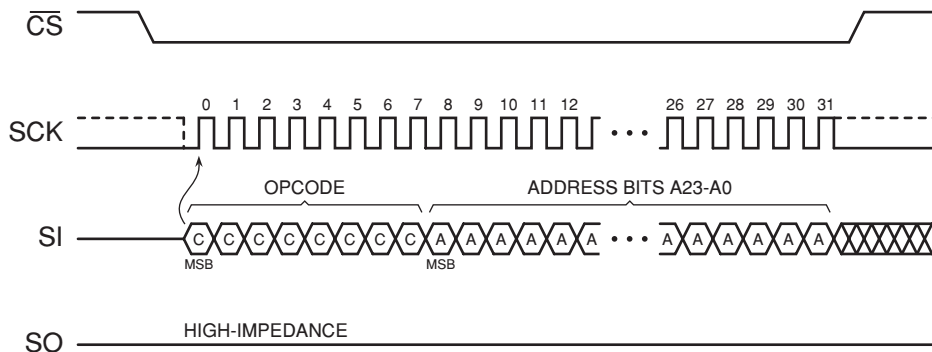 CS
0 1 2 3 4 5 6 7 8 9 10 11 12 26 27 28 29 30 31
SCK
OPCODE ADDRESS BITS A23-A0
SI C C C C C C C C A A A A A A A A A A A A
MSB MSB
HIGH-IMPEDANCE
SO